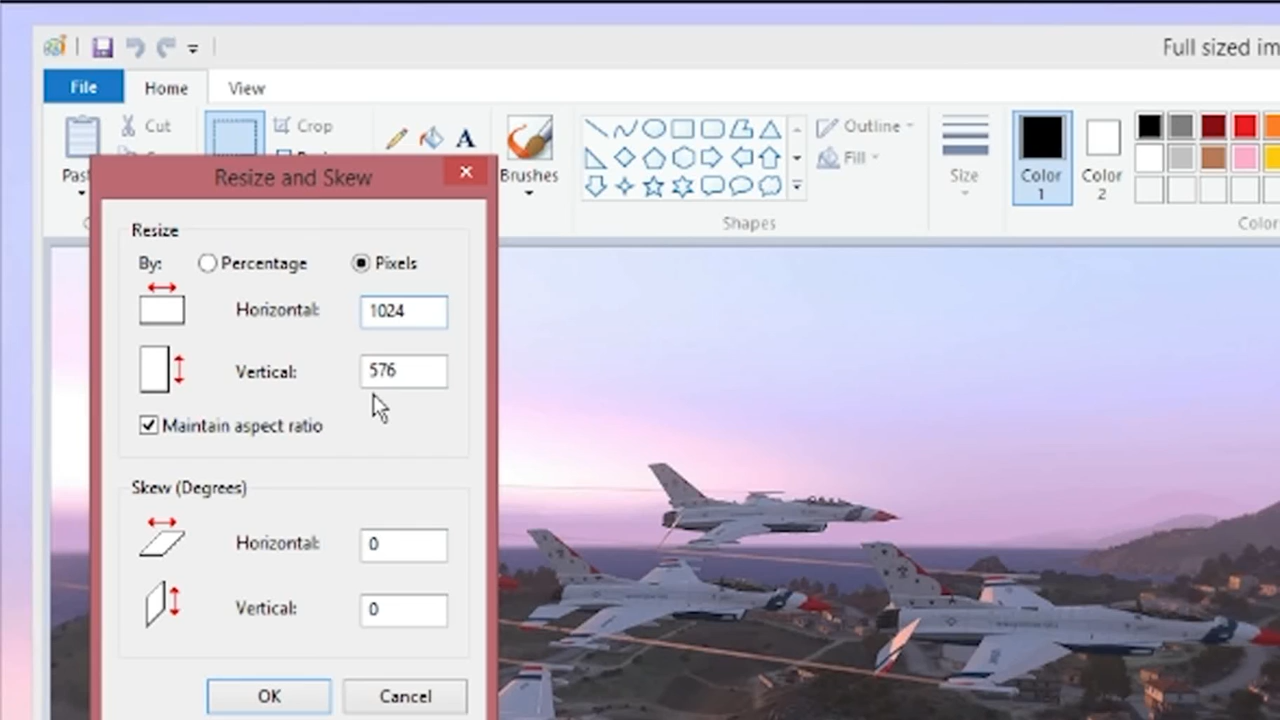 Full sized im
File Home View
Cut
Crop
Past
Brushes
Outline
Fill
Size
Color 1
Color 2
Shapes
Color
Resize and Skew
Resize
By: Percentage Pixels
Horizontal: 1024
Vertical: 576
Maintain aspect ratio
Skew (Degrees)
Horizontal: 0
Vertical: 0
OK Cancel